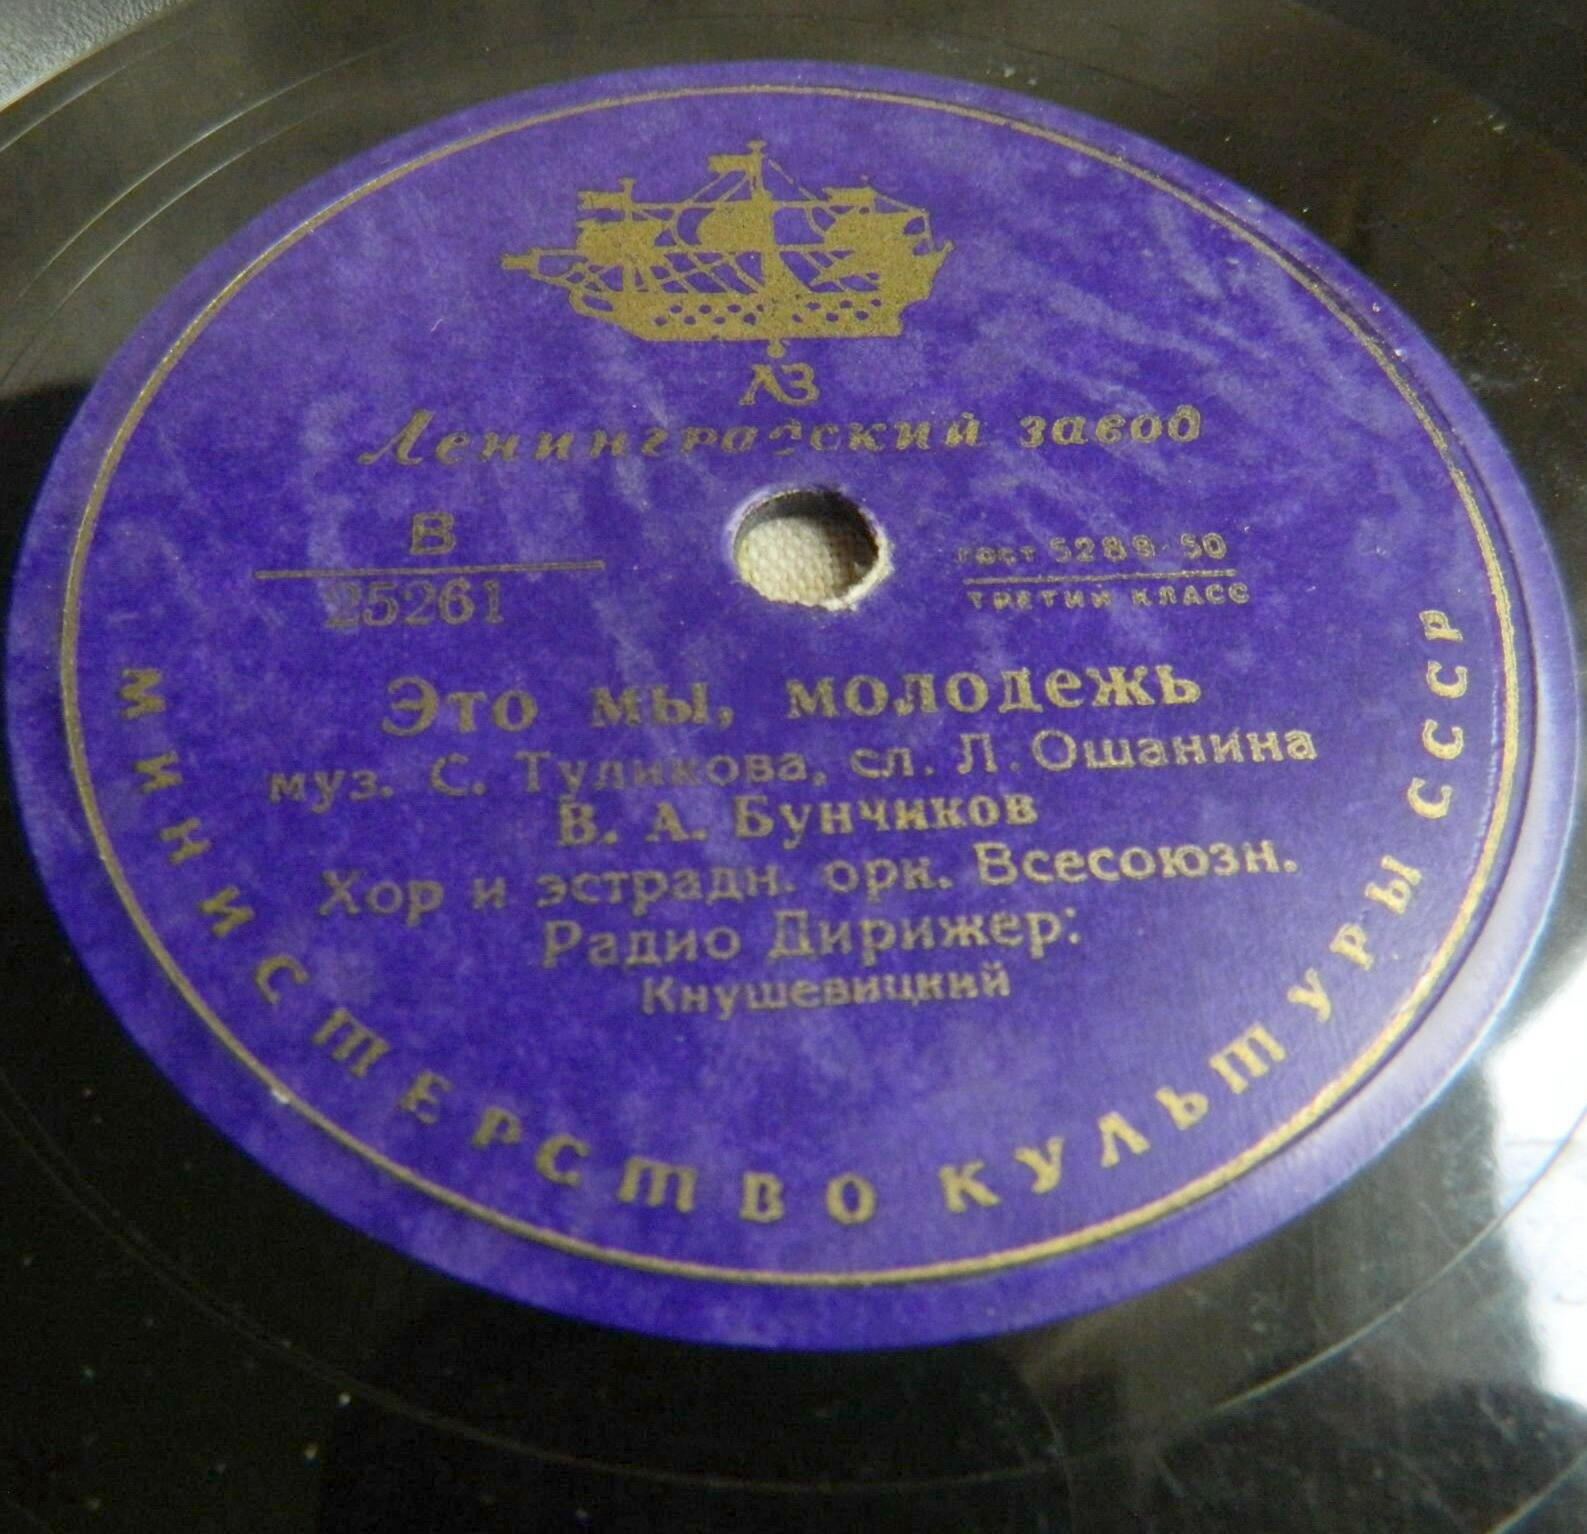 ЛЗ
Ленинградский завод
В
25261
ГОСТ 5289-50
ТРЕТИЙ КЛАСС
Это мы, молодежь
муз. С. Туликова, сл. Л. Ошанина
В. А. Бунчиков
Хор и эстрадн. орк. Всесоюзн.
Радио Дирижер:
Кнушевицкий
МИНИСТЕРСТВО КУЛЬТУРЫ СССР